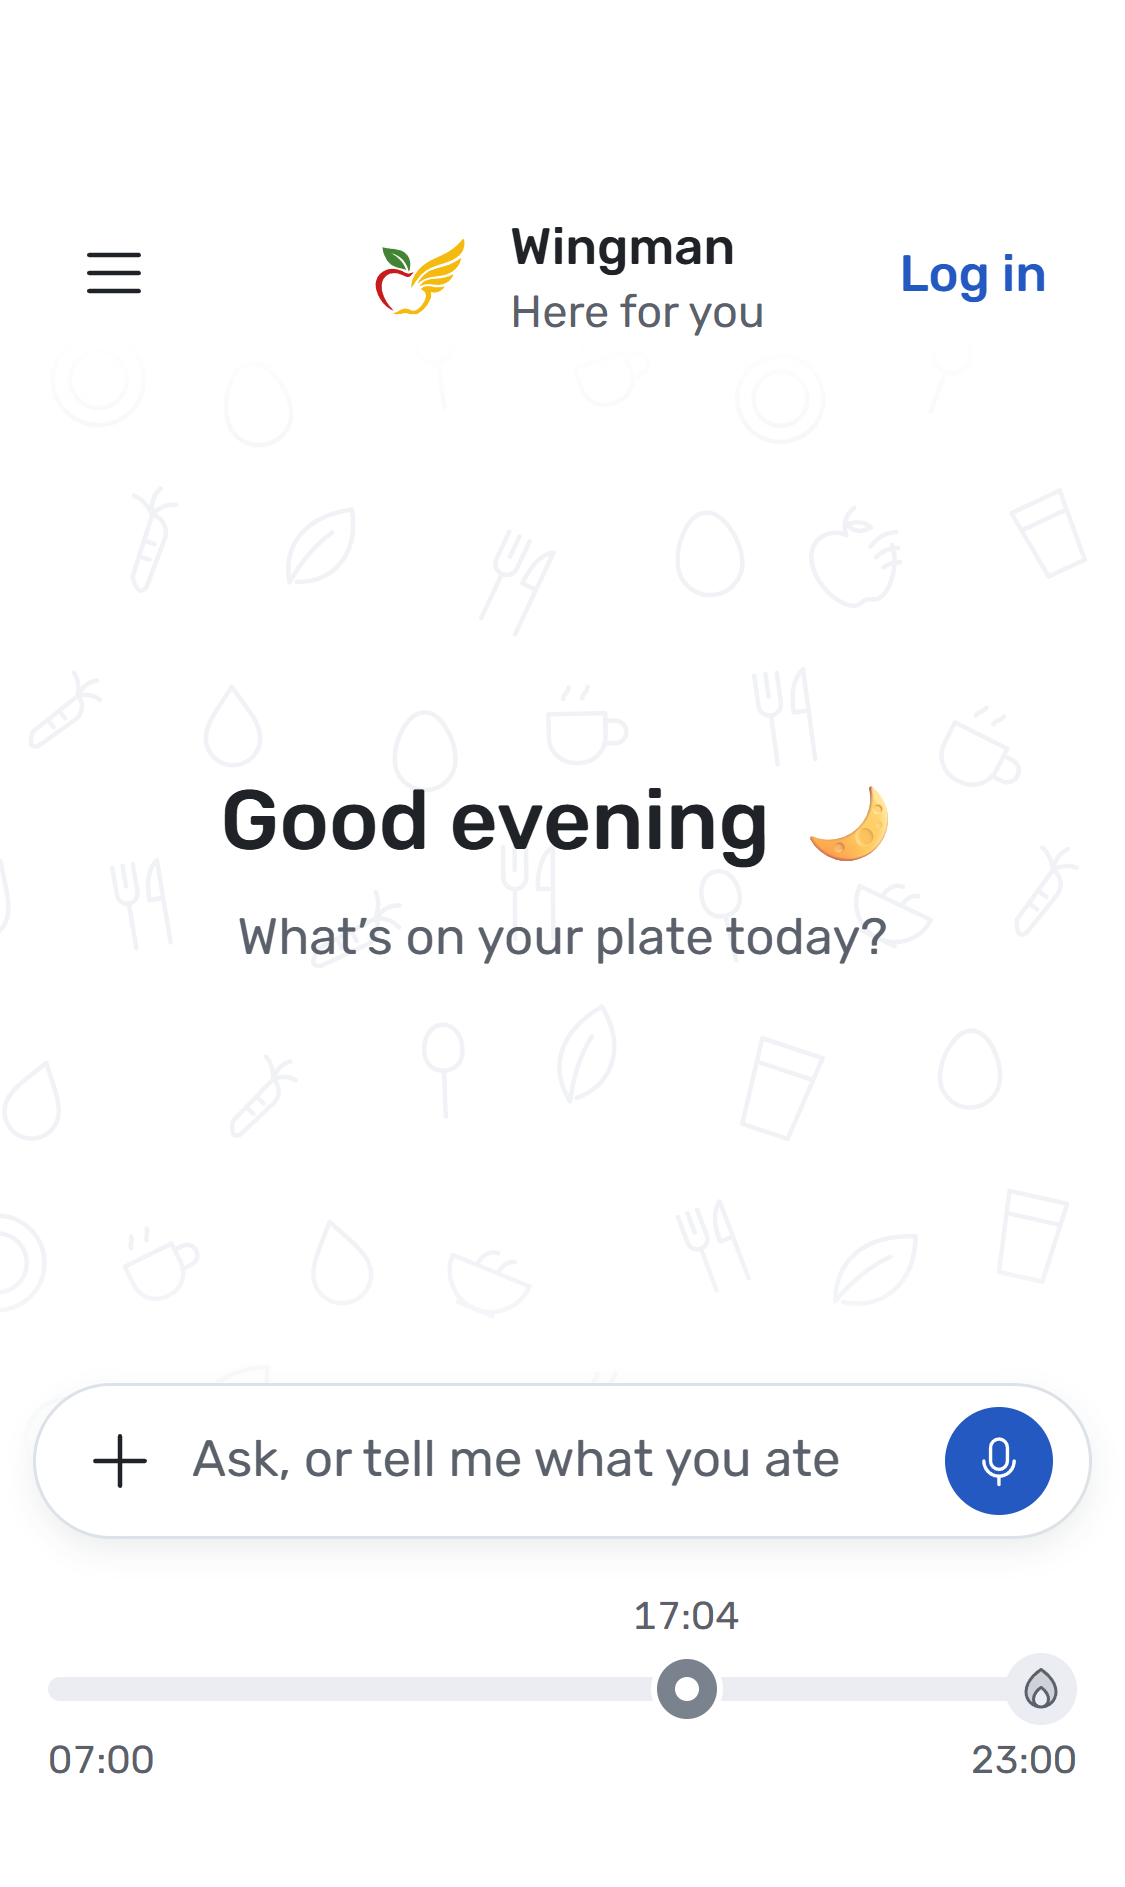 Wingman
Here for you
Log in
Good evening 🌙
What’s on your plate today?
Ask, or tell me what you ate
17:04
07:00
23:00